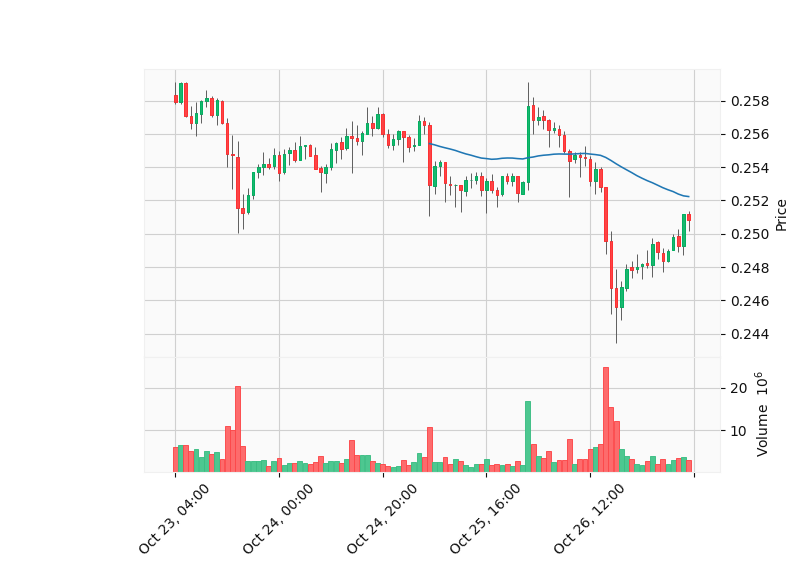 0.258
0.256
0.254
0.252
0.250
0.248
0.246
0.244
Price
20
10
Volume 10^6
Oct 23, 04:00
Oct 24, 00:00
Oct 24, 20:00
Oct 25, 16:00
Oct 26, 12:00